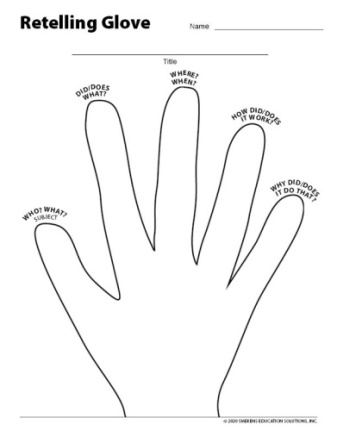 Retelling Glove
Name
Title
DID/DOES
WHAT?
WHERE?
WHEN?
HOW DID/DOES
IT WORK?
WHY DID/DOES
IT DO THAT?
WHO? WHAT?
SUBJECT
© 2020 SMEKENS EDUCATION SOLUTIONS, INC.